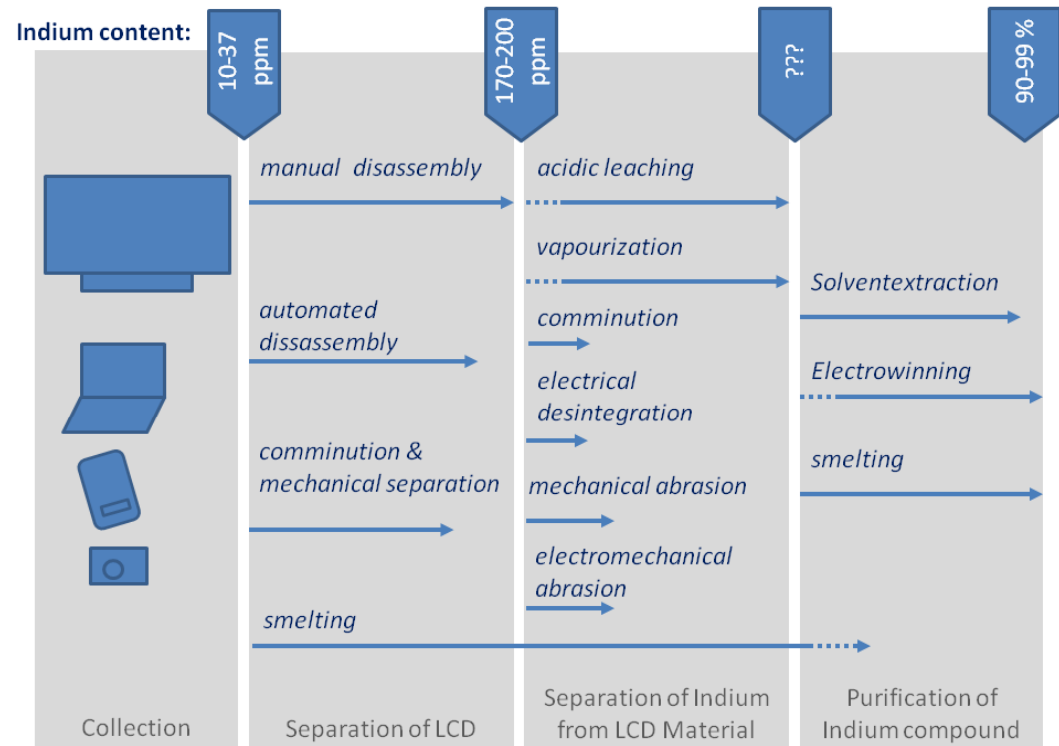 Indium content:
10-37
ppm
170-200
ppm
???
90-99 %
manual disassembly
automated
dissassembly
comminution &
mechanical separation
smelting
acidic leaching
vapourization
comminution
electrical
desintegration
mechanical abrasion
electromechanical
abrasion
Solventextraction
Electrowinning
smelting
Collection
Separation of LCD
Separation of Indium
from LCD Material
Purification of
Indium compound